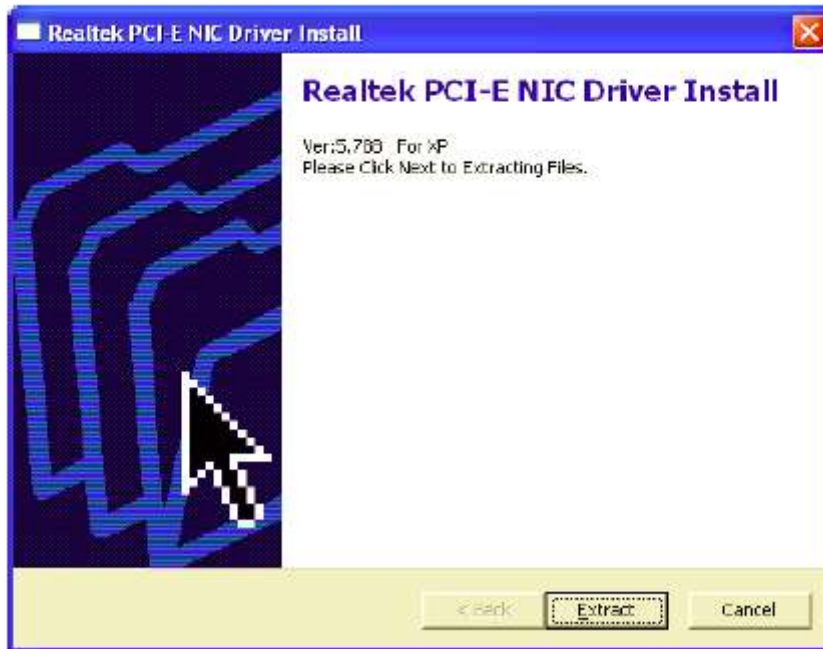 Realtek PCI-E NIC Driver Install
Realtek PCI-E NIC Driver Install
Ver:5.788 For XP
Please Click Next to Extracting Files.
< Back
Extract
Cancel